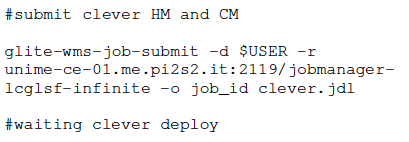 #submit clever HM and CM
glite-wms-job-submit -d $USER -r
unime-ce-01.me.pi2s2.it:2119/jobmanager-
lcglsf-infinite -o job_id clever.jdl
#waiting clever deploy